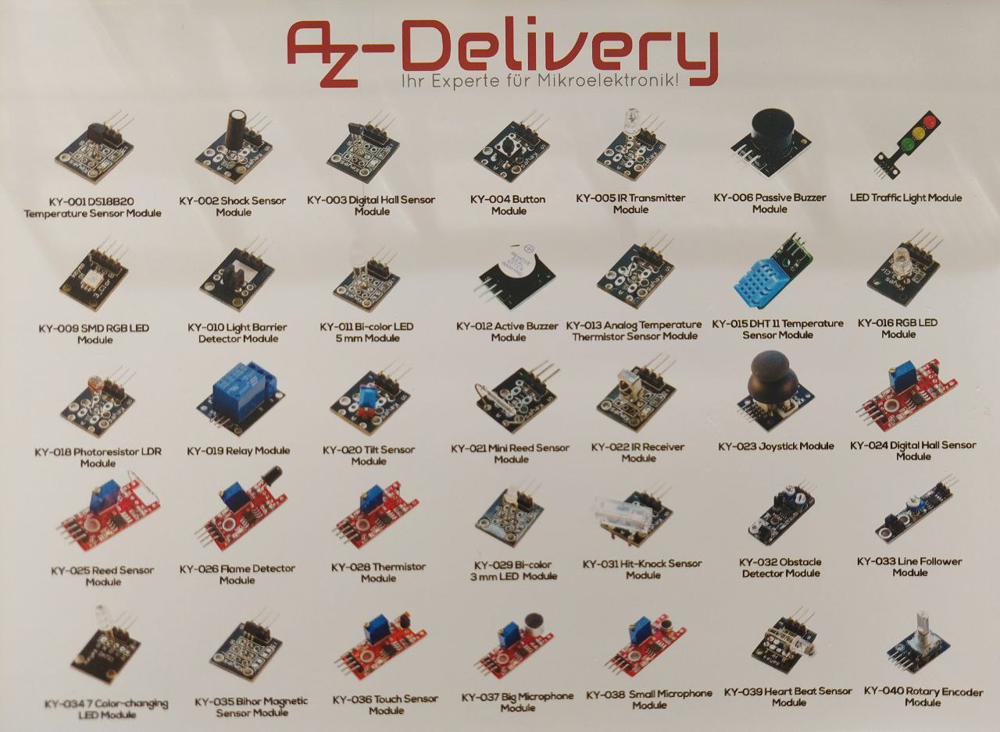 Az-Delivery
Ihr Experte für Mikroelektronik!
KY-001 DS18B20
Temperature Sensor Module
KY-002 Shock Sensor
Module
KY-003 Digital Hall Sensor
Module
KY-004 Button
Module
KY-005 IR Transmitter
Module
KY-006 Passive Buzzer
Module
LED Traffic Light Module
KY-009 SMD RGB LED
Module
KY-010 Light Barrier
Detector Module
KY-011 Bi-color LED
5 mm Module
KY-012 Active Buzzer
Module
KY-013 Analog Temperature
Thermistor Sensor Module
KY-015 DHT 11 Temperature
Sensor Module
KY-016 RGB LED
Module
KY-018 Photoresistor LDR
Module
KY-019 Relay Module
KY-020 Tilt Sensor
Module
KY-021 Mini Reed Sensor
Module
KY-022 IR Receiver
Module
KY-023 Joystick Module
KY-024 Digital Hall Sensor
Module
KY-025 Reed Sensor
Module
KY-026 Flame Detector
Module
KY-028 Thermistor
Module
KY-029 Bi-color
3 mm LED Module
KY-031 Hit-Knock Sensor
Module
KY-032 Obstacle
Detector Module
KY-033 Line Follower
Module
KY-034 7 Color-changing
LED Module
KY-035 Bihor Magnetic
Sensor Module
KY-036 Touch Sensor
Module
KY-037 Big Microphone
Module
KY-038 Small Microphone
Module
KY-039 Heart Beat Sensor
Module
KY-040 Rotary Encoder
Module